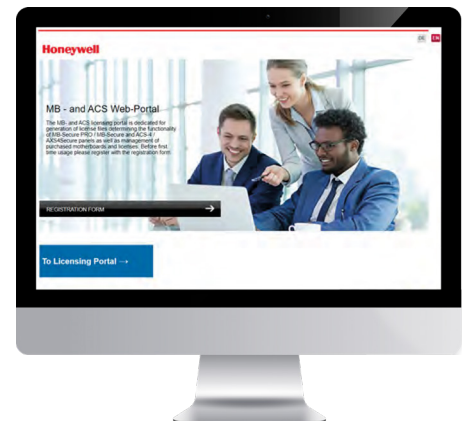 DE EN
Honeywell
MB - and ACS Web-Portal
The MB- and ACS licensing portal is dedicated for
generation of license files determining the functionality
of MB-Secure PRO / MB-Secure and ACS-4 /
AXS4Secure panels as well as management of
purchased motherboards and licenses. Before first
time usage please register with the registration form
REGISTRATION FORM →
To Licensing Portal →